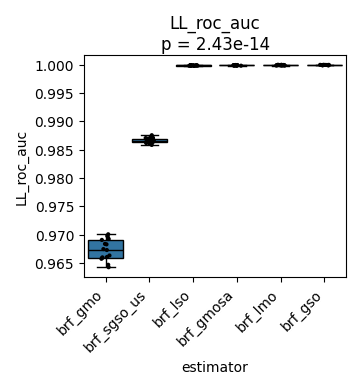 LL_roc_auc
p = 2.43e-14
LL_roc_auc
1.000
0.995
0.990
0.985
0.980
0.975
0.970
0.965
brf_gmo
brf_sgso_us
brf_lso
brf_gmosa
brf_lmo
brf_gso
estimator